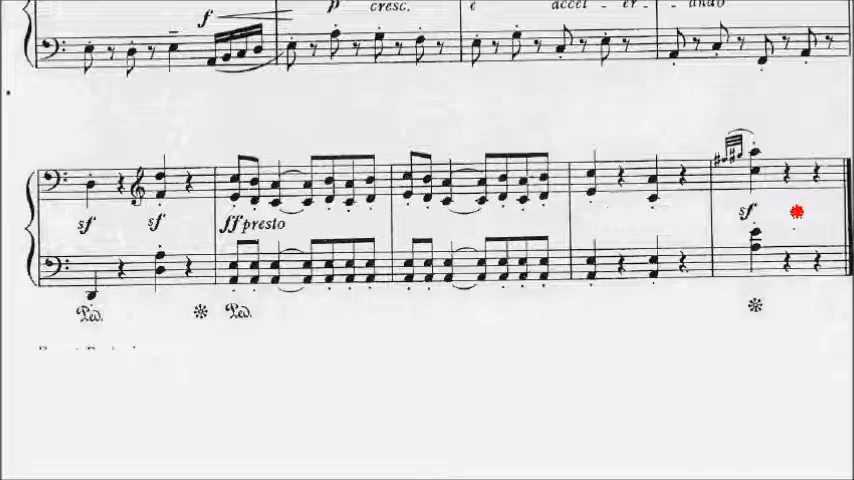 f p cresc. e accel - er - ando
sf sf ff presto sf
Ped. Ped.